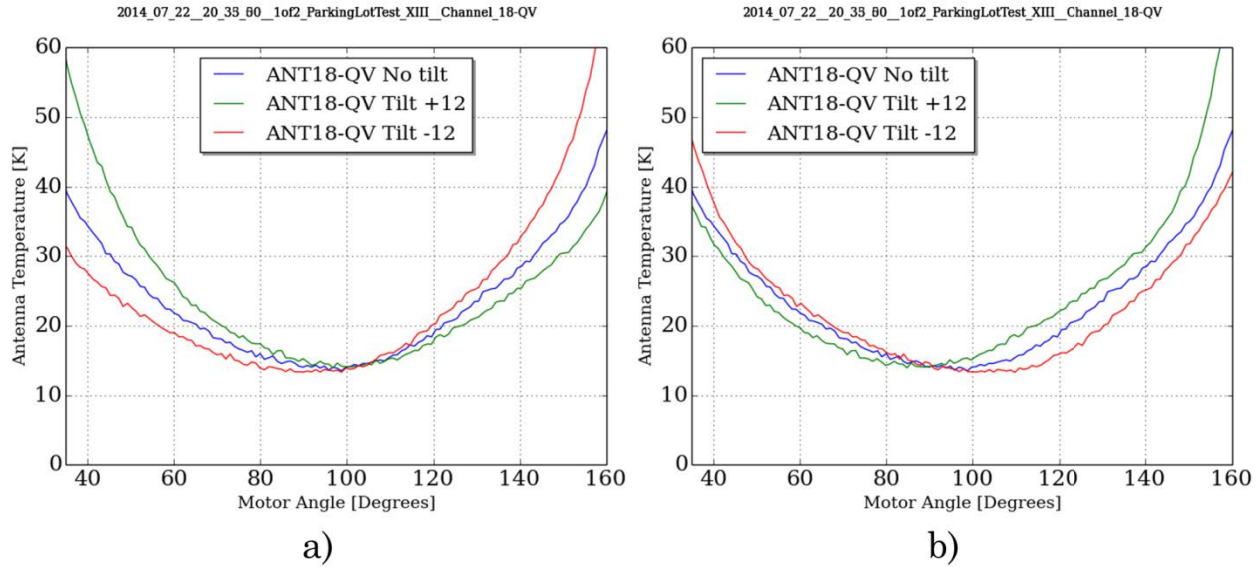 2014_07_22__20_35_60__1of2_ParkingLotTest_XIII__Channel_18-QV
60
50
40
30
20
10
0
Antenna Temperature [K]
ANT18-QV No tilt
ANT18-QV Tilt +12
ANT18-QV Tilt -12
40 60 80 100 120 140 160
Motor Angle [Degrees]
a)
2014_07_22__20_35_60__1of2_ParkingLotTest_XIII__Channel_18-QV
60
50
40
30
20
10
0
Antenna Temperature [K]
ANT18-QV No tilt
ANT18-QV Tilt +12
ANT18-QV Tilt -12
40 60 80 100 120 140 160
Motor Angle [Degrees]
b)